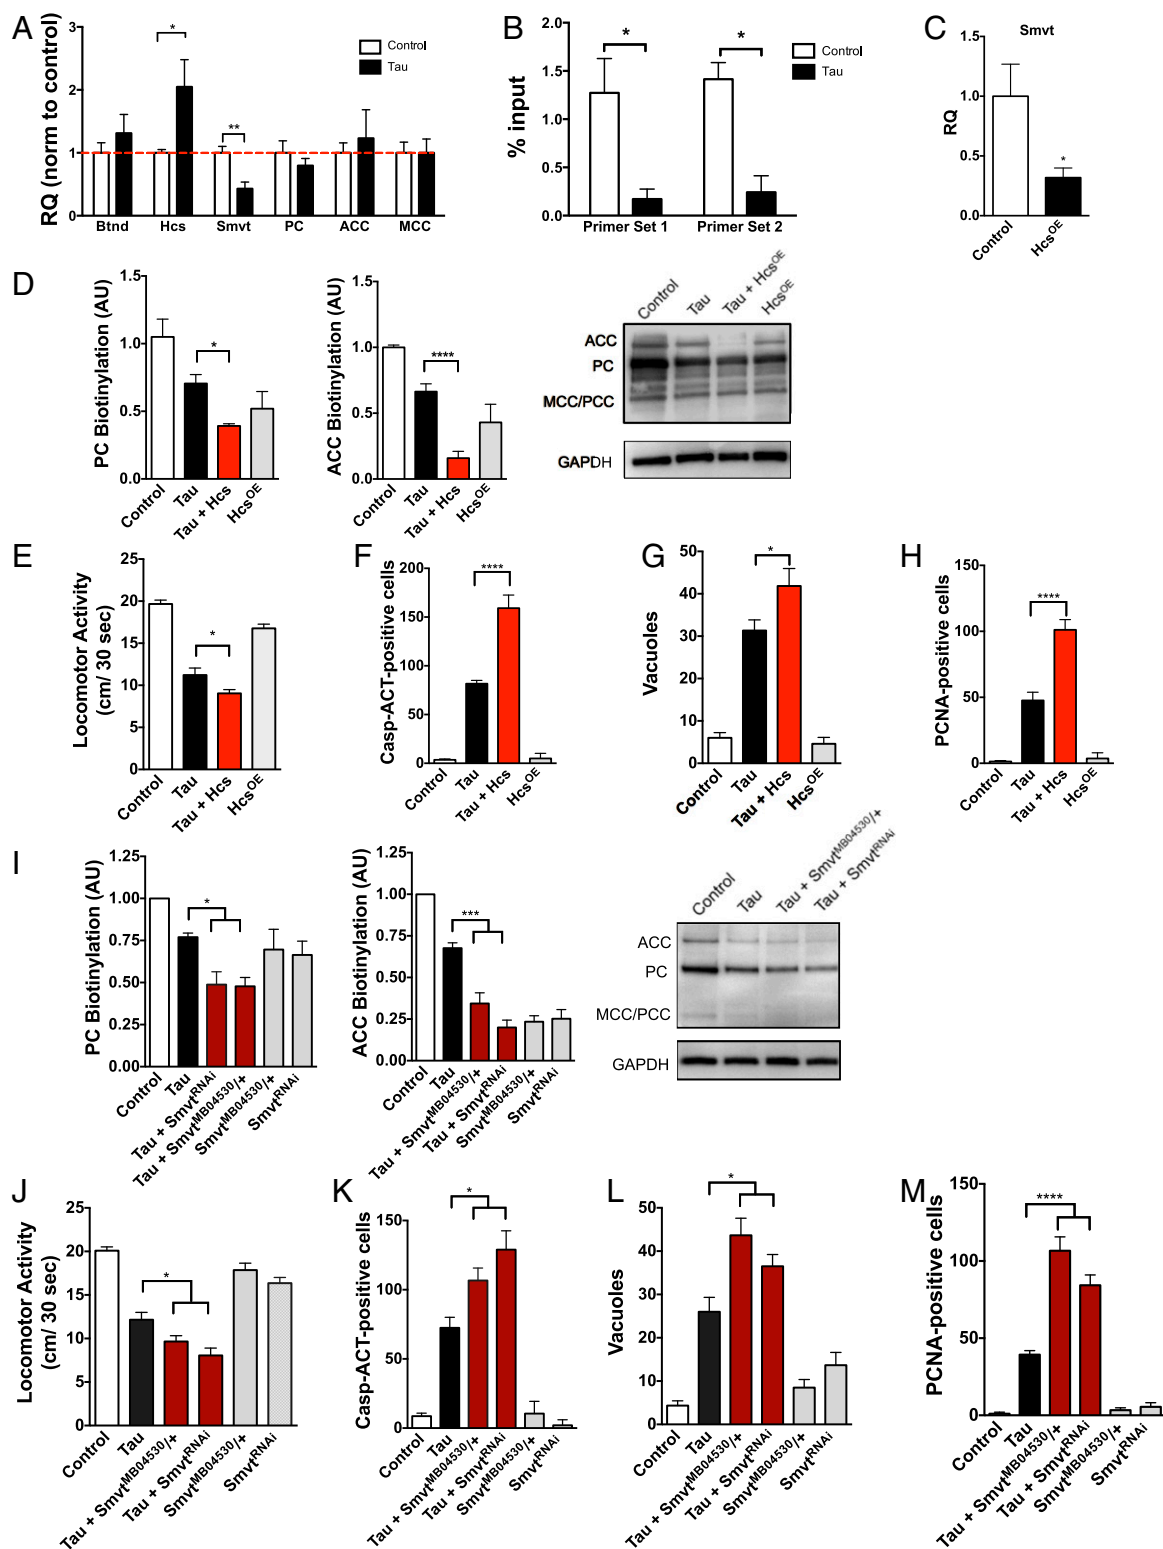 A
RQ (norm to control)
3
2
1
0
*
**
Control
Tau
Btnd Hcs Smvt PC ACC MCC
B
% input
2.0
1.5
1.0
0.5
0.0
*
*
Control
Tau
Primer Set 1 Primer Set 2
C
Smvt
RQ
1.5
1.0
0.5
0.0
*
Control
Hcs^OE
D
PC Biotinylation (AU)
1.5
1.0
0.5
0.0
*
Control
Tau
Tau + Hcs
Hcs^OE
ACC Biotinylation (AU)
1.5
1.0
0.5
0.0
****
Control
Tau
Tau + Hcs
Hcs^OE
Control
Tau
Tau + Hcs^OE
Hcs^OE
ACC
PC
MCC/PCC
GAPDH
E
Locomotor Activity
(cm/ 30 sec)
25
20
15
10
5
0
*
Control
Tau
Tau + Hcs
Hcs^OE
F
Casp-ACT-positive cells
200
150
100
50
0
****
Control
Tau
Tau + Hcs
Hcs^OE
G
Vacuoles
50
40
30
20
10
0
*
Control
Tau
Tau + Hcs
Hcs^OE
H
PCNA-positive cells
150
100
50
0
****
Control
Tau
Tau + Hcs
Hcs^OE
I
PC Biotinylation (AU)
1.25
1.00
0.75
0.50
0.25
0.00
*
Control
Tau
Tau + Smvt^RNAi
Tau + Smvt^MB04530/+
Smvt^MB04530/+
Smvt^RNAi
ACC Biotinylation (AU)
1.25
1.00
0.75
0.50
0.25
0.00
***
Control
Tau
Tau + Smvt^MB04530/+
Tau + Smvt^RNAi
Smvt^MB04530/+
Smvt^RNAi
Control
Tau
Tau + Smvt^MB04530/+
Tau + Smvt^RNAi
ACC
PC
MCC/PCC
GAPDH
J
Locomotor Activity
(cm/ 30 sec)
25
20
15
10
5
0
*
Control
Tau
Tau + Smvt^MB04530/+
Tau + Smvt^RNAi
Smvt^MB04530/+
Smvt^RNAi
K
Casp-ACT-positive cells
150
100
50
0
*
Control
Tau
Tau + Smvt^MB04530/+
Tau + Smvt^RNAi
Smvt^MB04530/+
Smvt^RNAi
L
Vacuoles
50
40
30
20
10
0
*
Control
Tau
Tau + Smvt^MB04530/+
Tau + Smvt^RNAi
Smvt^MB04530/+
Smvt^RNAi
M
PCNA-positive cells
150
100
50
0
****
Control
Tau
Tau + Smvt^MB04530/+
Tau + Smvt^RNAi
Smvt^MB04530/+
Smvt^RNAi